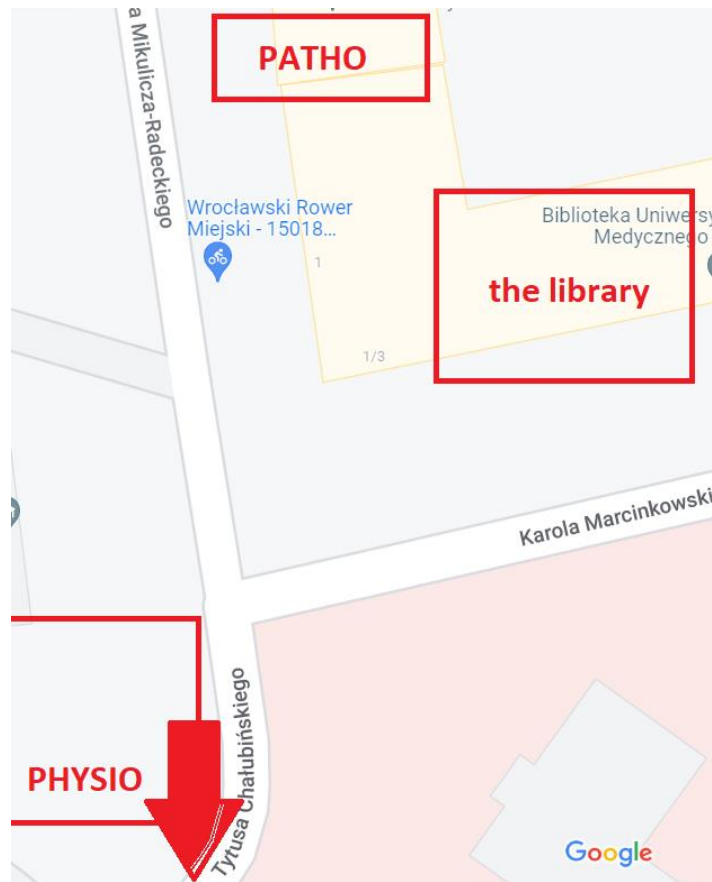 a Mikulicza-Radeckiego
PATHO
Wrocławski Rower
Miejski - 15018...
1
Biblioteka Uniwersy
Medycznego
the library
1/3
Karola Marcinkowski
PHYSIO
Tytusa Chałubińskiego
Google